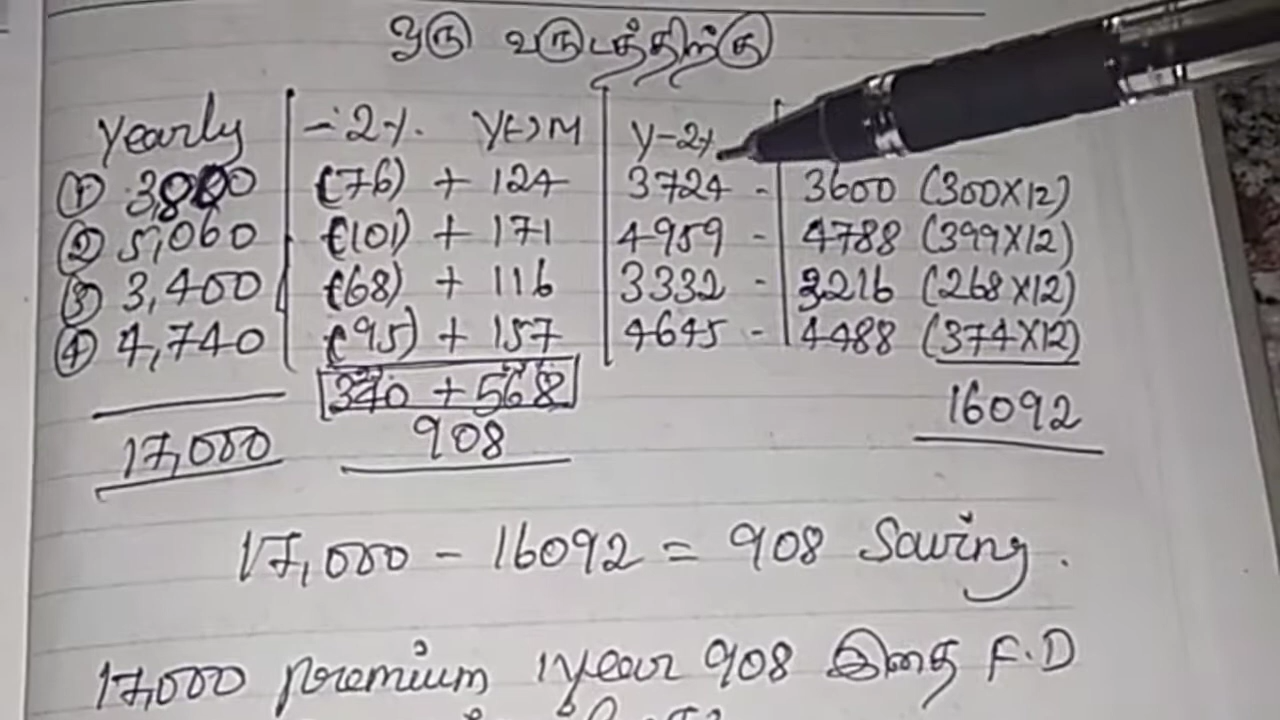 ஒரு வருடத்திற்கு
Yearly -2%. Y(-)M Y-2%
① 3,800 (76) + 124 3724 - 3600 (300X12)
② 5,060 (101) + 171 4959 - 4788 (399X12)
③ 3,400 (68) + 116 3332 - 3216 (268X12)
④ 4,740 (95) + 157 4645 - 4488 (374X12)
340 + 568 16092
17,000 908
17,000 - 16092 = 908 Saving.
17,000 premium 1year 908 இதை F.D